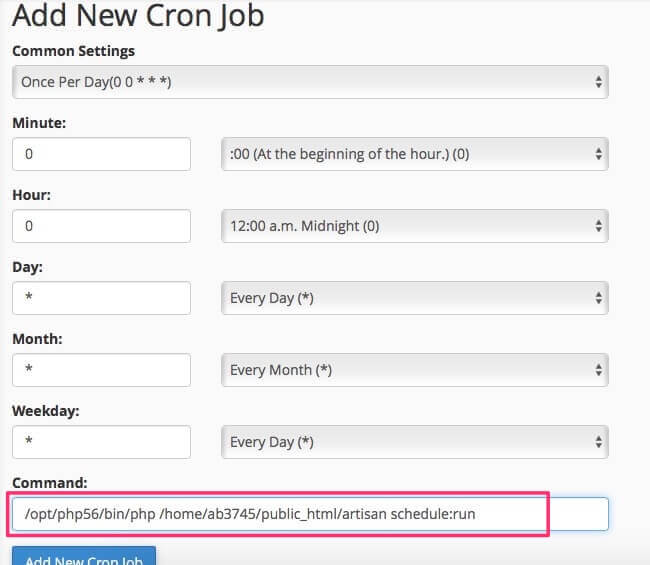 Add New Cron Job
Common Settings
Once Per Day(0 0 * * *)
Minute:
0 :00 (At the beginning of the hour.) (0)
Hour:
0 12:00 a.m. Midnight (0)
Day:
* Every Day (*)
Month:
* Every Month (*)
Weekday:
* Every Day (*)
Command:
/opt/php56/bin/php /home/ab3745/public_html/artisan schedule:run
Add New Cron Job